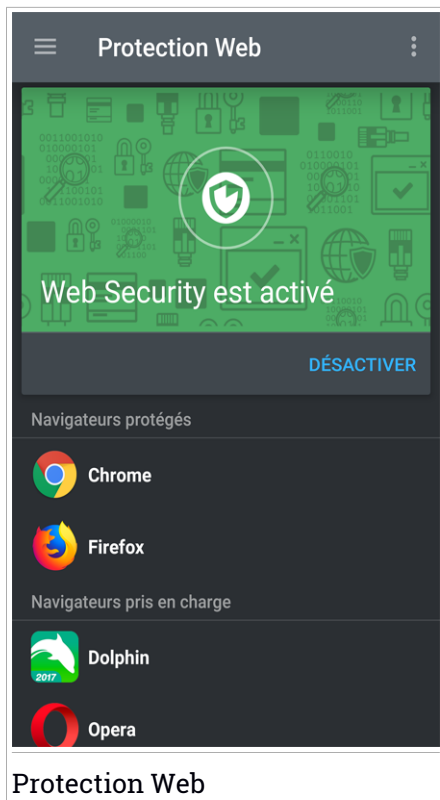 Protection Web
Web Security est activé
DÉSACTIVER
Navigateurs protégés
Chrome
Firefox
Navigateurs pris en charge
2017
Dolphin
Opera
Protection Web